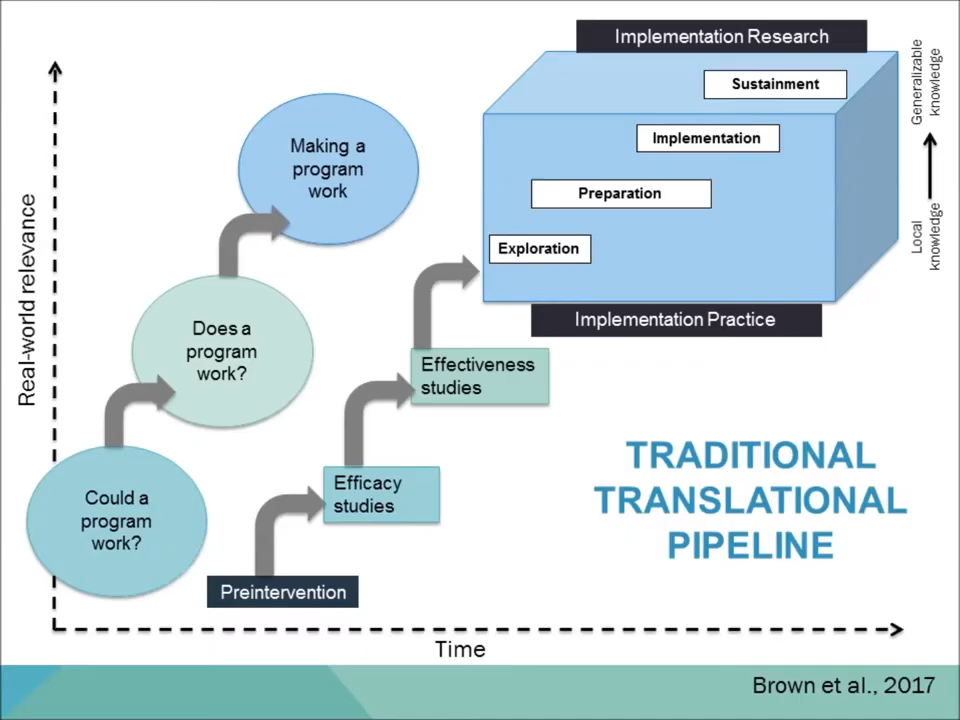 Implementation Research
Sustainment
Implementation
Preparation
Exploration
Implementation Practice
Generalizable
knowledge
Local
knowledge
Real-world relevance
Making a
program
work
Does a
program
work?
Could a
program
work?
Effectiveness
studies
Efficacy
studies
Preintervention
TRADITIONAL
TRANSLATIONAL
PIPELINE
Time
Brown et al., 2017